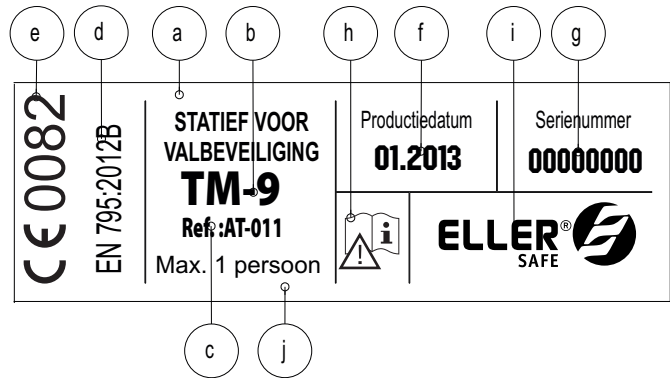 e
d
a
b
h
f
i
g
CE 0082
EN 795:2012B
STATIEF VOOR
VALBEVEILIGING
TM-9
Ref.:AT-011
Max. 1 persoon
Productiedatum
01.2013
Serienummer
00000000
i
ELLER®
SAFE
c
j